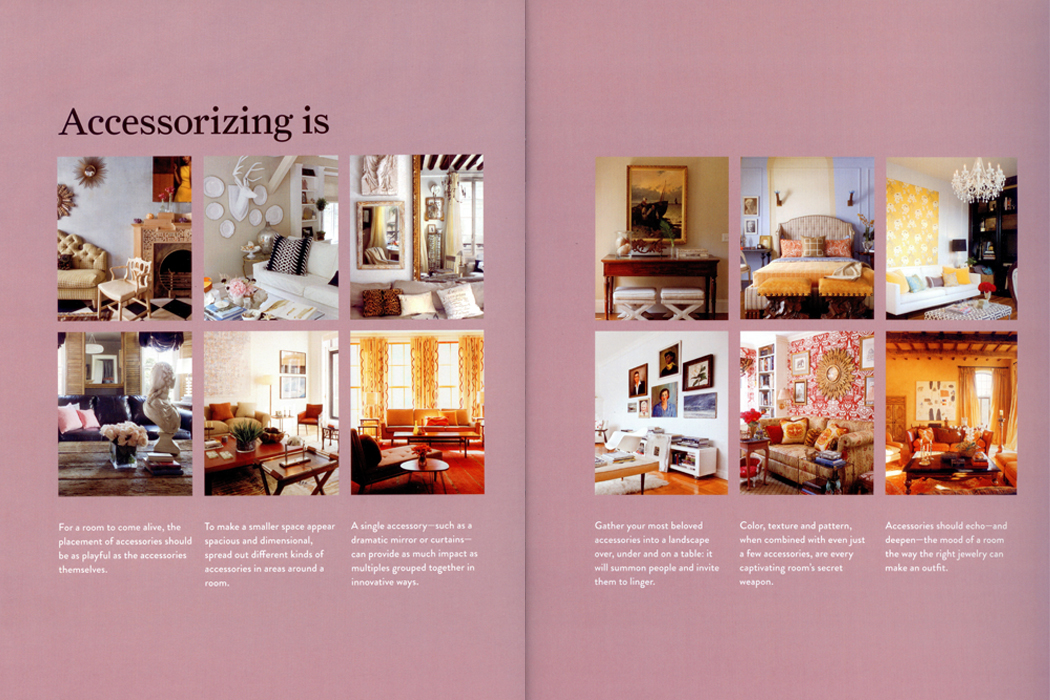 Accessorizing is
For a room to come alive, the
placement of accessories should
be as playful as the accessories
themselves.
To make a smaller space appear
spacious and dimensional,
spread out different kinds of
accessories in areas around a
room.
A single accessory—such as a
dramatic mirror or curtains—
can provide as much impact as
multiples grouped together in
innovative ways.
Gather your most beloved
accessories into a landscape
over, under and on a table: it
will summon people and invite
them to linger.
Color, texture and pattern,
when combined with even just
a few accessories, are every
captivating room's secret
weapon.
Accessories should echo—and
deepen—the mood of a room
the way the right jewelry can
make an outfit.